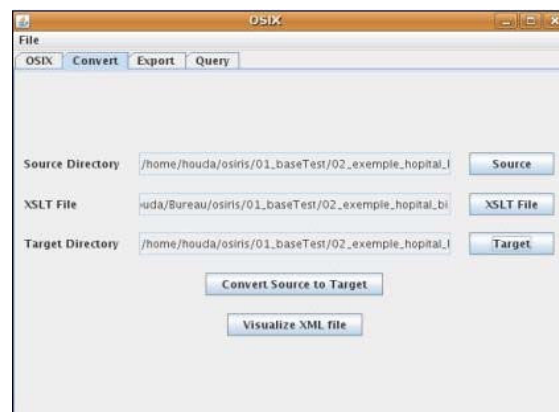 OSIX
File
OSIX Convert Export Query
Source Directory /home/houda/osiris/01_baseTest/02_exemple_hopital_l Source
XSLT File ouda/Bureau/osiris/01_baseTest/02_exemple_hopital_bi XSLT File
Target Directory /home/houda/osiris/01_baseTest/02_exemple_hopital_l Target
Convert Source to Target
Visualize XML file